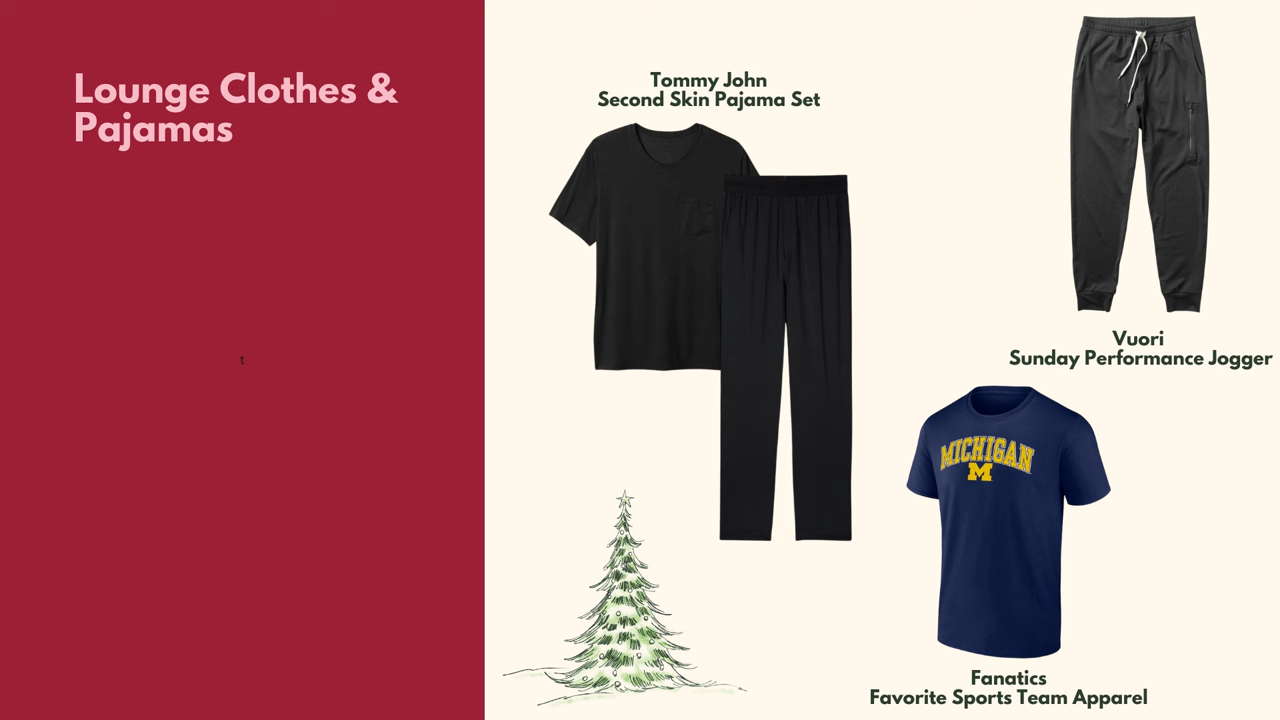 Lounge Clothes &
Pajamas
t
Tommy John
Second Skin Pajama Set
Vuori
Sunday Performance Jogger
MICHIGAN
M
Fanatics
Favorite Sports Team Apparel